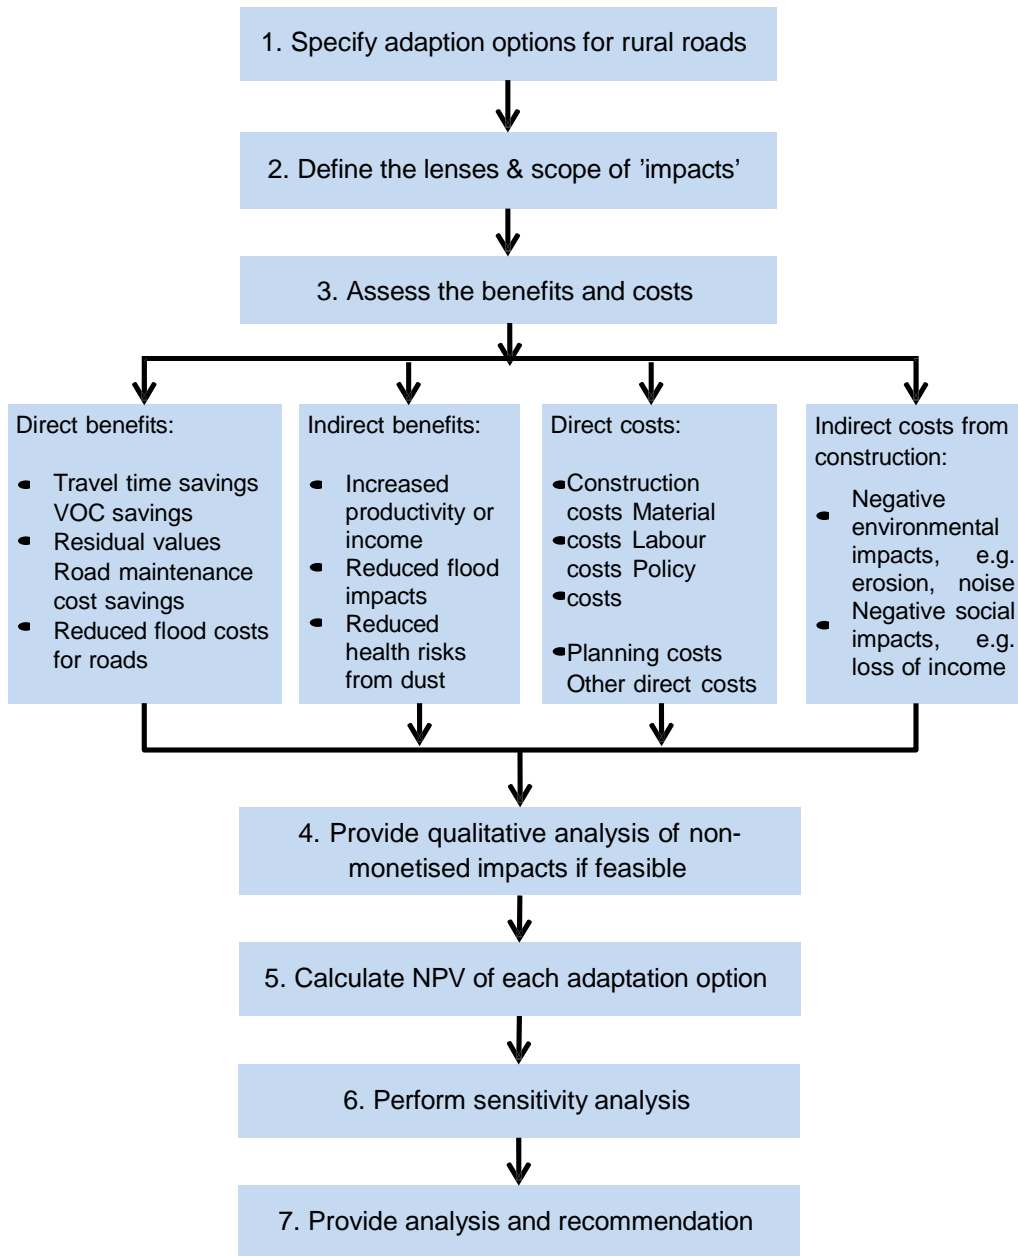 1. Specify adaption options for rural roads
2. Define the lenses & scope of ’impacts’
3. Assess the benefits and costs
Direct benefits:
Travel time savings
VOC savings
Residual values
Road maintenance
cost savings
Reduced flood costs
for roads
Indirect benefits:
Increased
productivity or
income
Reduced flood
impacts
Reduced
health risks
from dust
Direct costs:
Construction
costs Material
costs Labour
costs Policy
costs
Planning costs
Other direct costs
Indirect costs from
construction:
Negative
environmental
impacts, e.g.
erosion, noise
Negative social
impacts, e.g.
loss of income
4. Provide qualitative analysis of non-
monetised impacts if feasible
5. Calculate NPV of each adaptation option
6. Perform sensitivity analysis
7. Provide analysis and recommendation